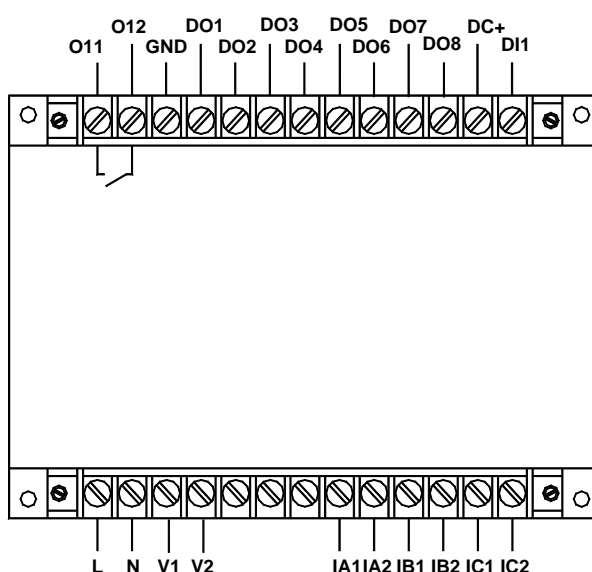 O11 O12 GND DO1 DO2 DO3 DO4 DO5 DO6 DO7 DO8 DC+ DI1
L N V1 V2 IA1 IA2 IB1 IB2 IC1 IC2